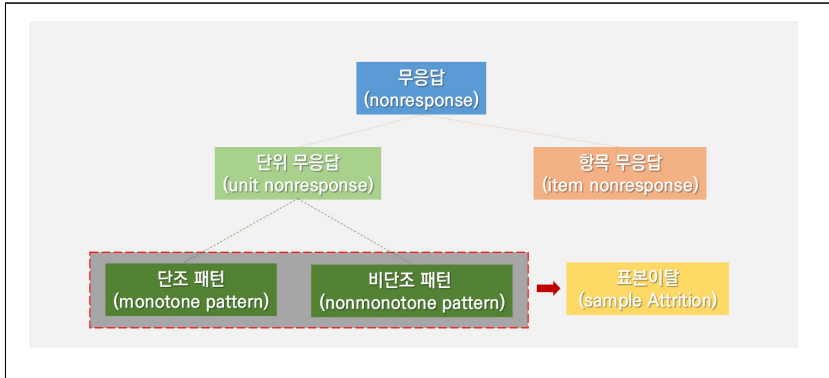 무응답
(nonresponse)
단위 무응답
(unit nonresponse)
항목 무응답
(item nonresponse)
단조 패턴
(monotone pattern)
비단조 패턴
(nonmonotone pattern)
표본이탈
(sample Attrition)